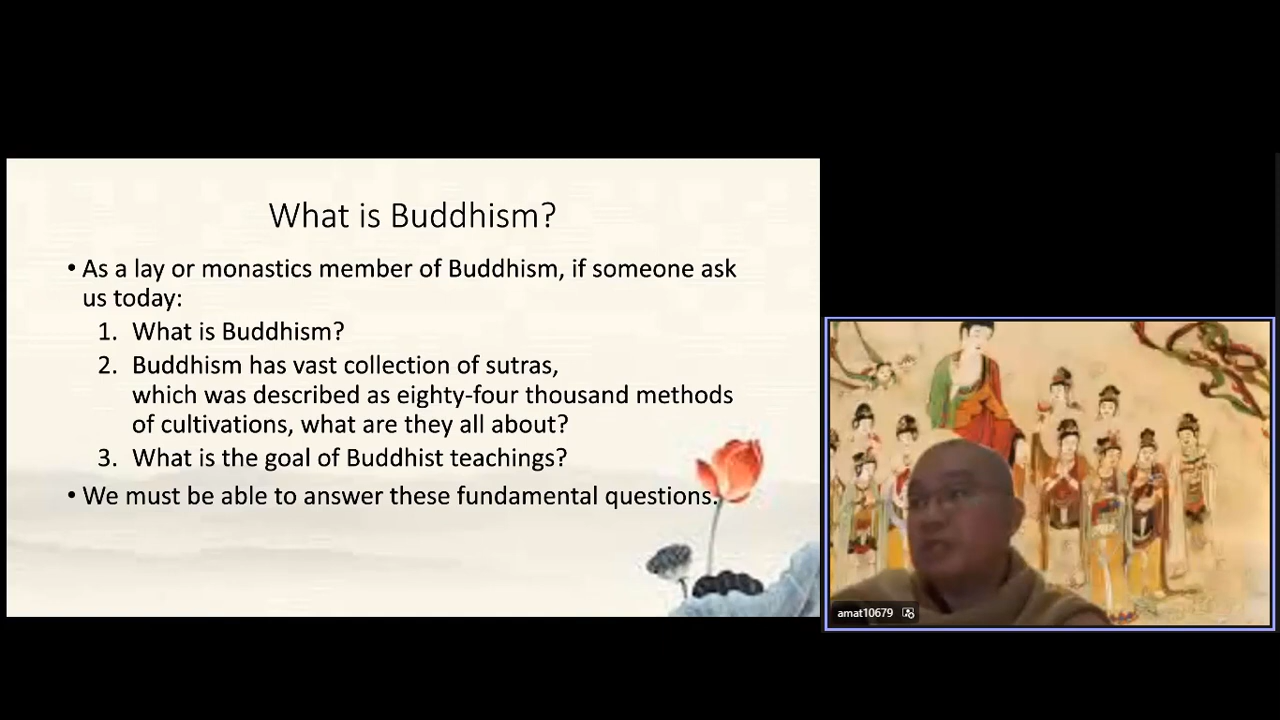 What is Buddhism?
• As a lay or monastics member of Buddhism, if someone ask
us today:
1. What is Buddhism?
2. Buddhism has vast collection of sutras,
which was described as eighty-four thousand methods
of cultivations, what are they all about?
3. What is the goal of Buddhist teachings?
• We must be able to answer these fundamental questions.
amat10679